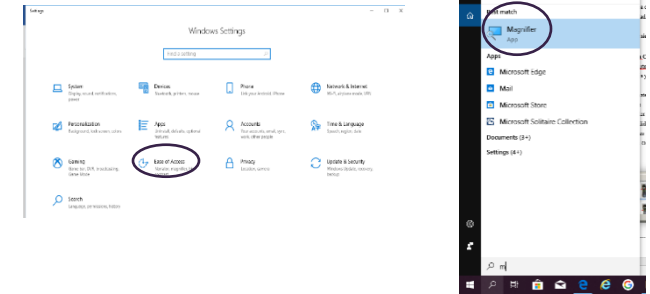 Settings
Windows Settings
Find a setting
System
Display, sound, notifications,
power
Devices
Bluetooth, printers, mouse
Phone
Link your Android, iPhone
Network & Internet
Wi-Fi, airplane mode, VPN
Personalization
Background, lock screen, colors
Apps
Uninstall, defaults, optional
features
Accounts
Your accounts, email, sync,
work, other people
Time & Language
Speech, region, date
Gaming
Game bar, DVR, broadcasting,
Game Mode
Ease of Access
Narrator, magnifier, high
contrast
Privacy
Location, camera
Update & Security
Windows Update, recovery,
backup
Search
Language, permissions, history
Best match
Magnifier
App
Apps
Microsoft Edge
Mail
Microsoft Store
Microsoft Solitaire Collection
Documents (3+)
Settings (4+)
m